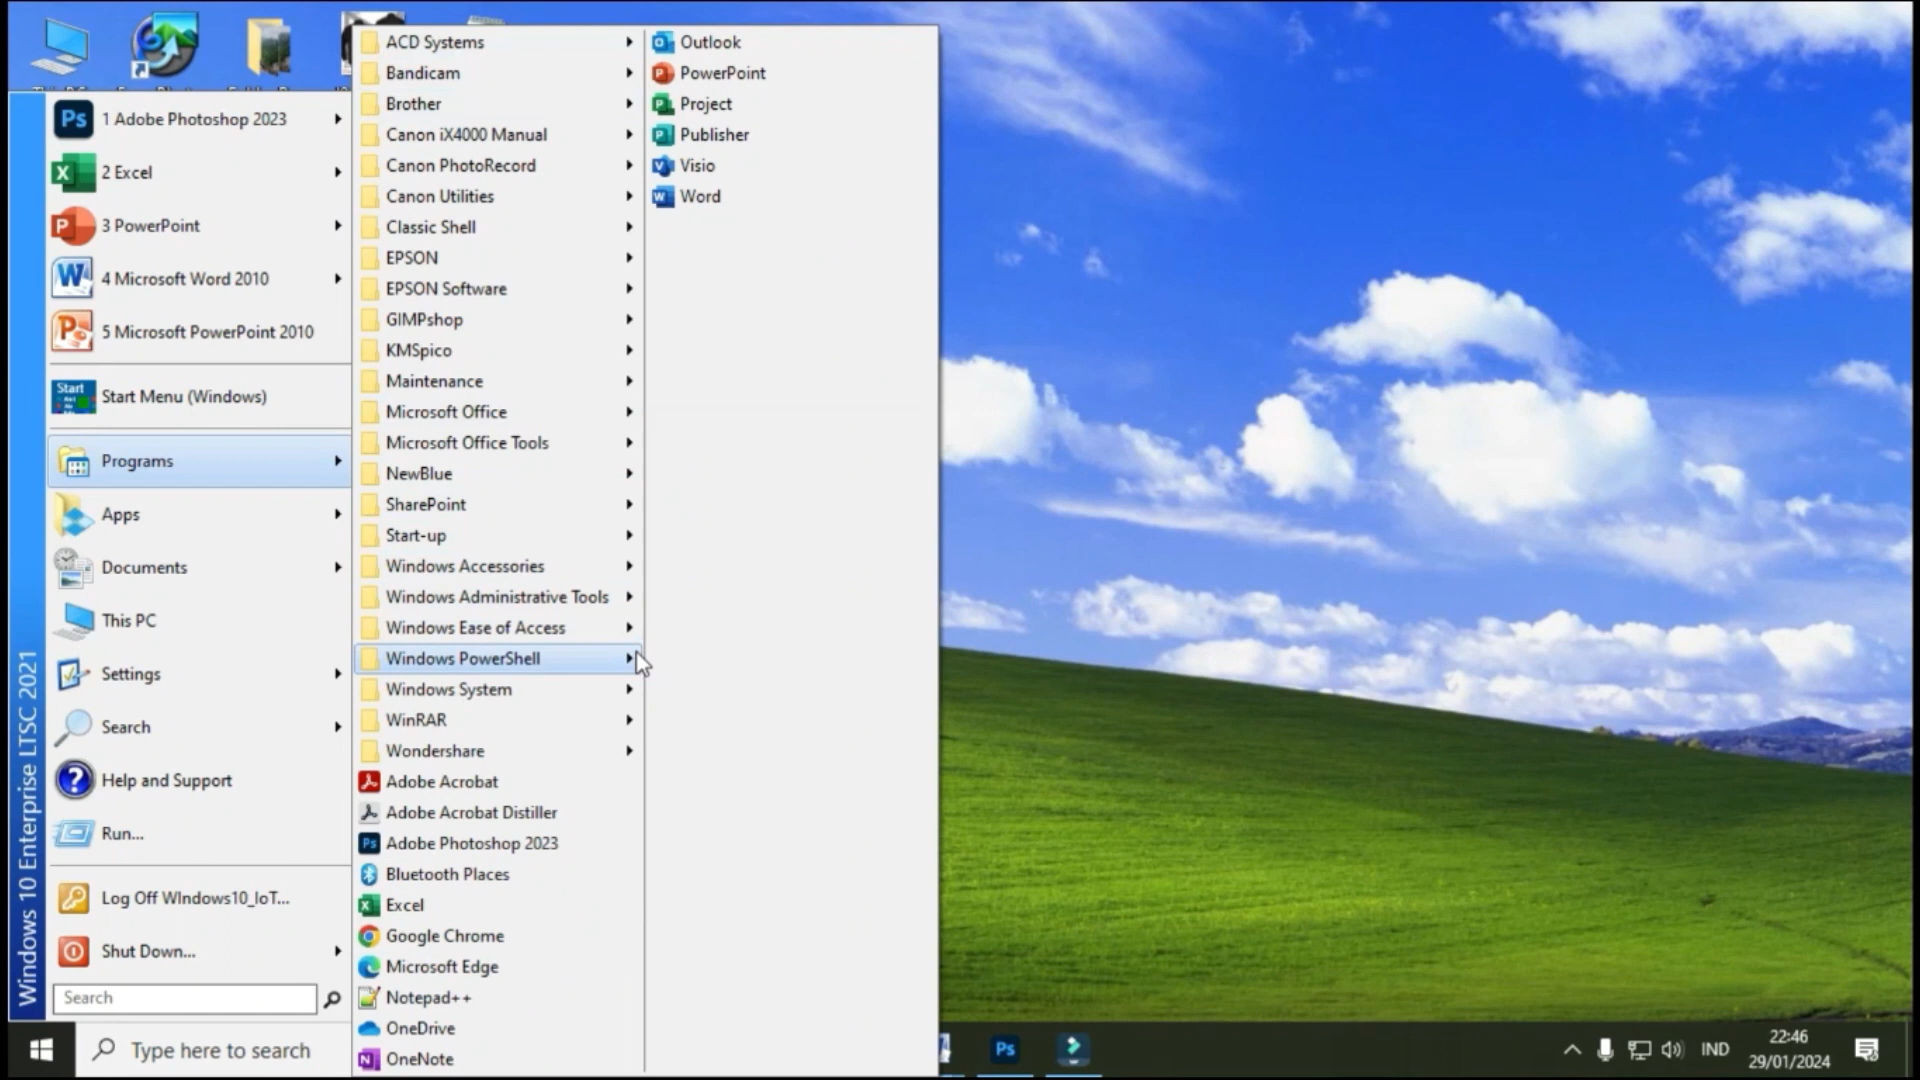 1 Adobe Photoshop 2023
2 Excel
3 PowerPoint
4 Microsoft Word 2010
5 Microsoft PowerPoint 2010
Start Menu (Windows)
Programs
Apps
Documents
This PC
Settings
Search
Help and Support
Run...
Log Off WIndows10_IoT...
Shut Down...
Search
Windows 10 Enterprise LTSC 2021
ACD Systems
Bandicam
Brother
Canon iX4000 Manual
Canon PhotoRecord
Canon Utilities
Classic Shell
EPSON
EPSON Software
GIMPshop
KMSpico
Maintenance
Microsoft Office
Microsoft Office Tools
NewBlue
SharePoint
Start-up
Windows Accessories
Windows Administrative Tools
Windows Ease of Access
Windows PowerShell
Windows System
WinRAR
Wondershare
Adobe Acrobat
Adobe Acrobat Distiller
Adobe Photoshop 2023
Bluetooth Places
Excel
Google Chrome
Microsoft Edge
Notepad++
OneDrive
OneNote
Outlook
PowerPoint
Project
Publisher
Visio
Word
Type here to search
IND
22:46
29/01/2024